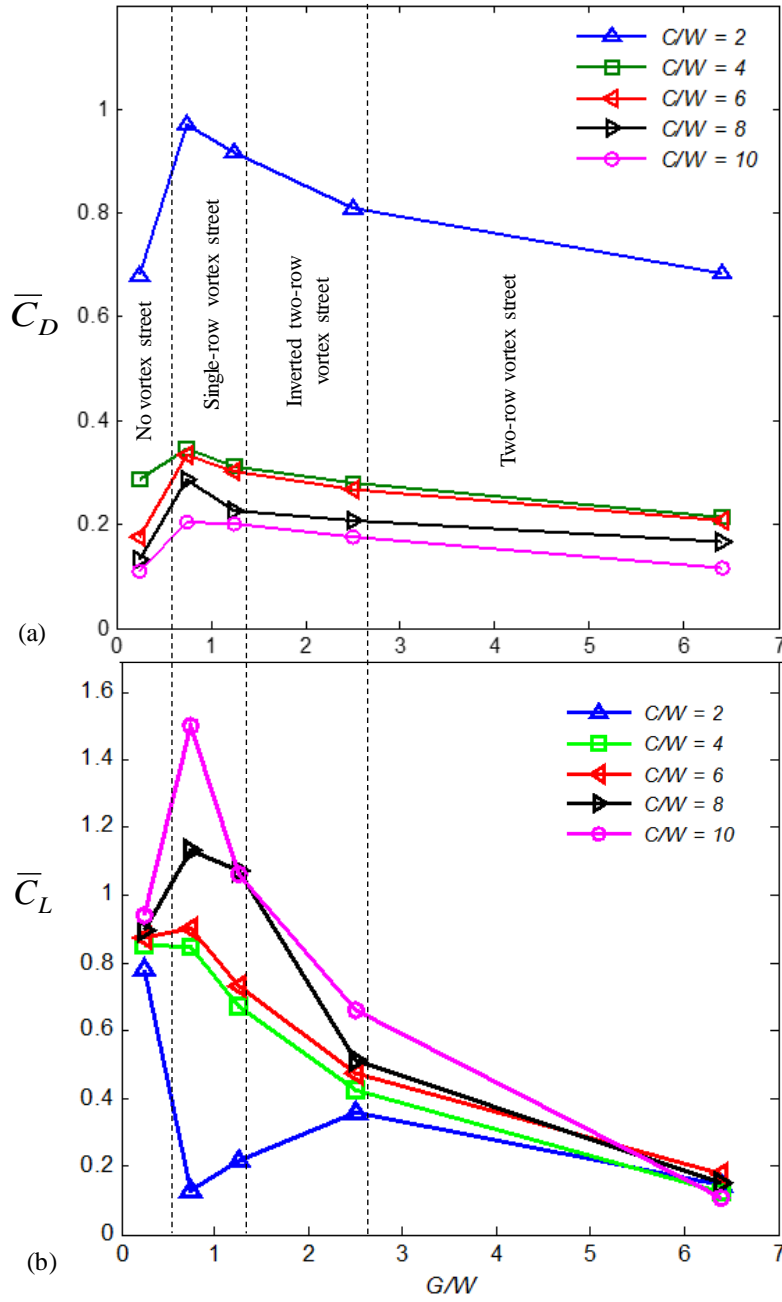 C/W = 2
C/W = 4
C/W = 6
C/W = 8
C/W = 10
1
0.8
0.6
0.4
0.2
0
C̅_D
No vortex street
Single-row vortex street
Inverted two-row
vortex street
Two-row vortex street
0 1 2 3 4 5 6 7
(a)
C/W = 2
C/W = 4
C/W = 6
C/W = 8
C/W = 10
1.6
1.4
1.2
1
0.8
0.6
0.4
0.2
0
C̅_L
0 1 2 3 4 5 6 7
G/W
(b)